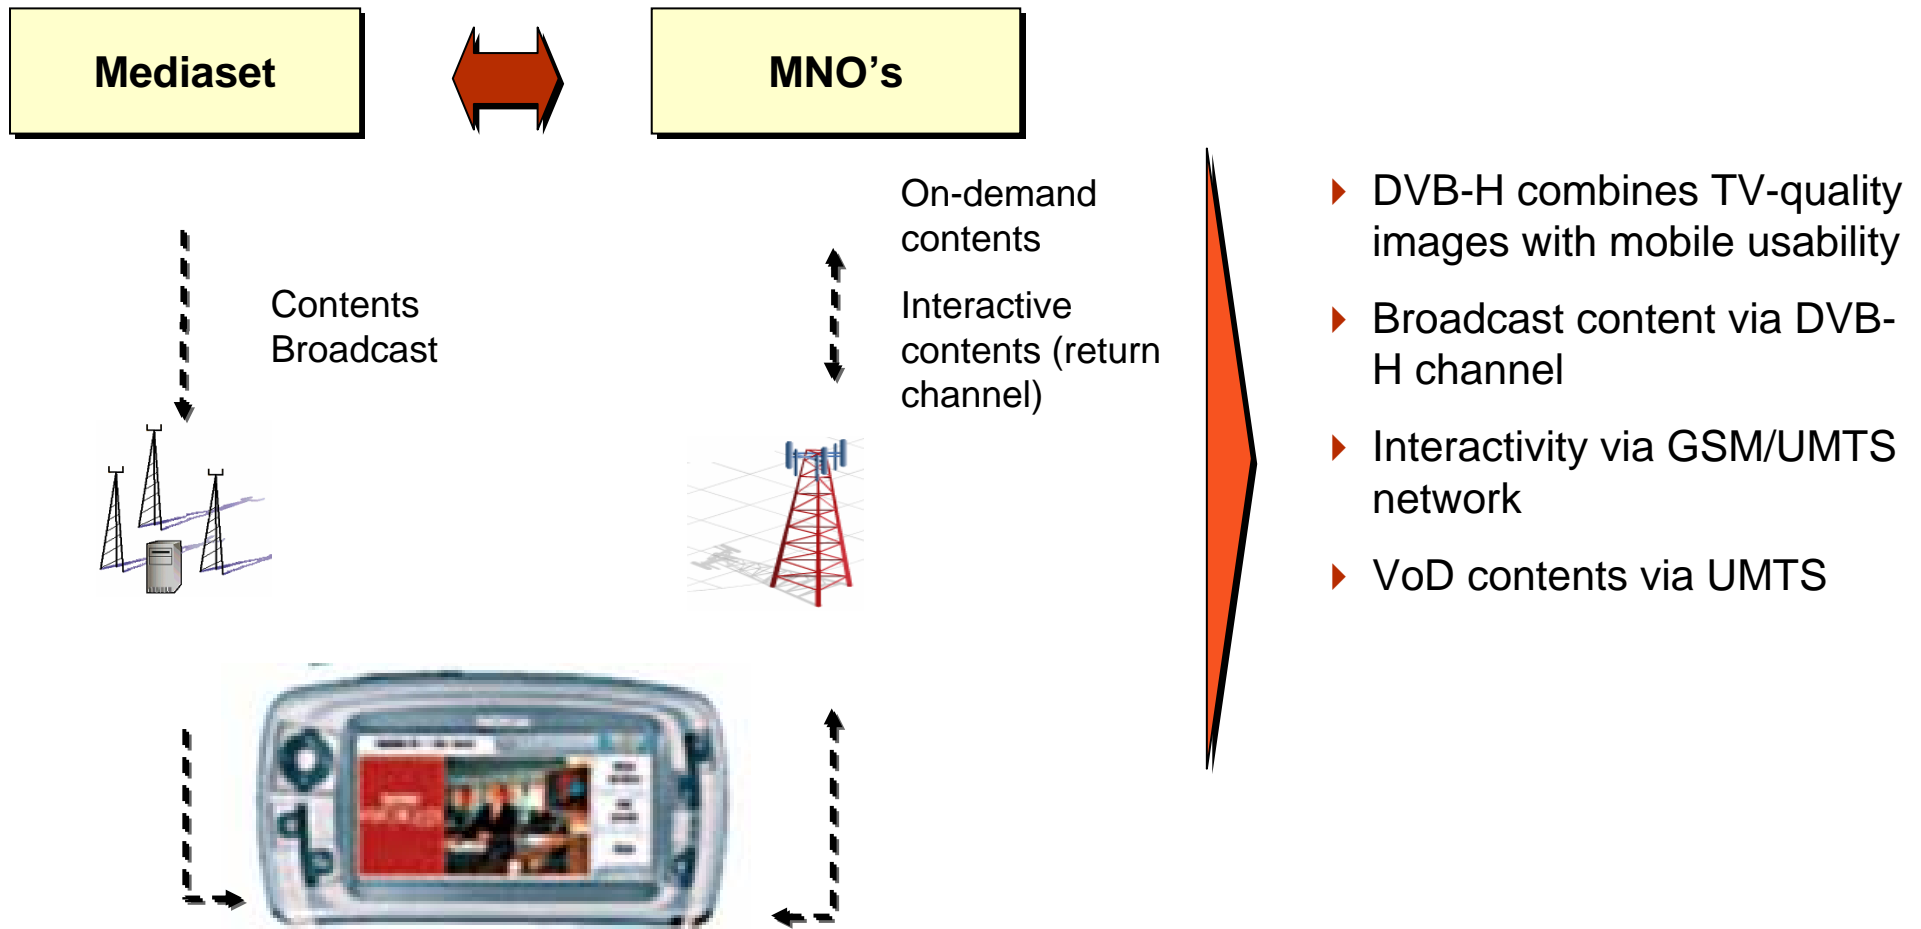 Mediaset
MNO’s
Contents
Broadcast
On-demand
contents
Interactive
contents (return
channel)
DVB-H combines TV-quality
images with mobile usability
Broadcast content via DVB-
H channel
Interactivity via GSM/UMTS
network
VoD contents via UMTS